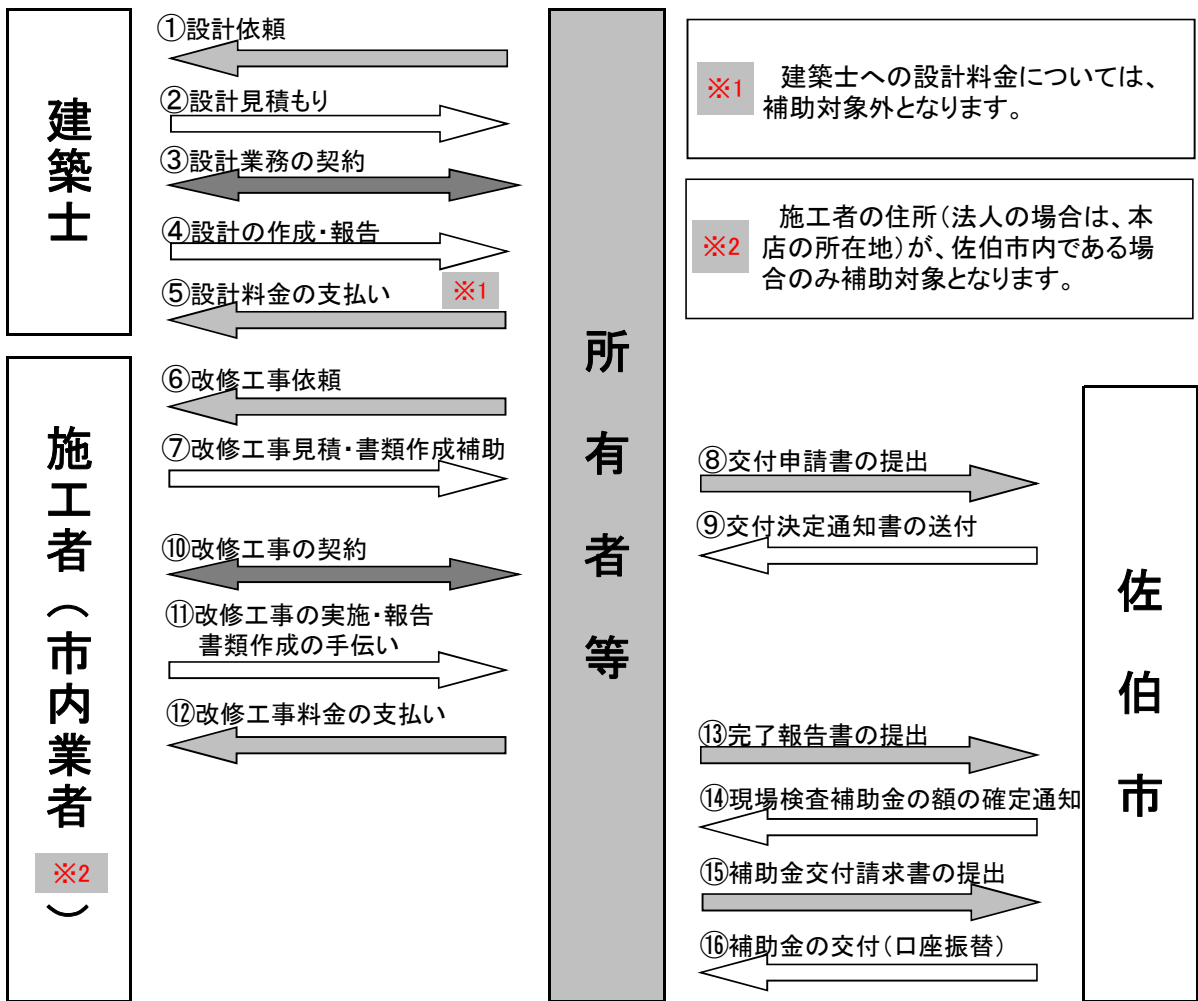 建築士
①設計依頼
②設計見積もり
③設計業務の契約
④設計の作成・報告
⑤設計料金の支払い
※1
施工者（市内業者
※2
）
⑥改修工事依頼
⑦改修工事見積・書類作成補助
⑩改修工事の契約
⑪改修工事の実施・報告
書類作成の手伝い
⑫改修工事料金の支払い
所有者等
※1
建築士への設計料金については、
補助対象外となります。
※2
施工者の住所（法人の場合は、本
店の所在地）が、佐伯市内である場
合のみ補助対象となります。
⑧交付申請書の提出
⑨交付決定通知書の送付
⑬完了報告書の提出
⑭現場検査補助金の額の確定通知
⑮補助金交付請求書の提出
⑯補助金の交付（口座振替）
佐伯市